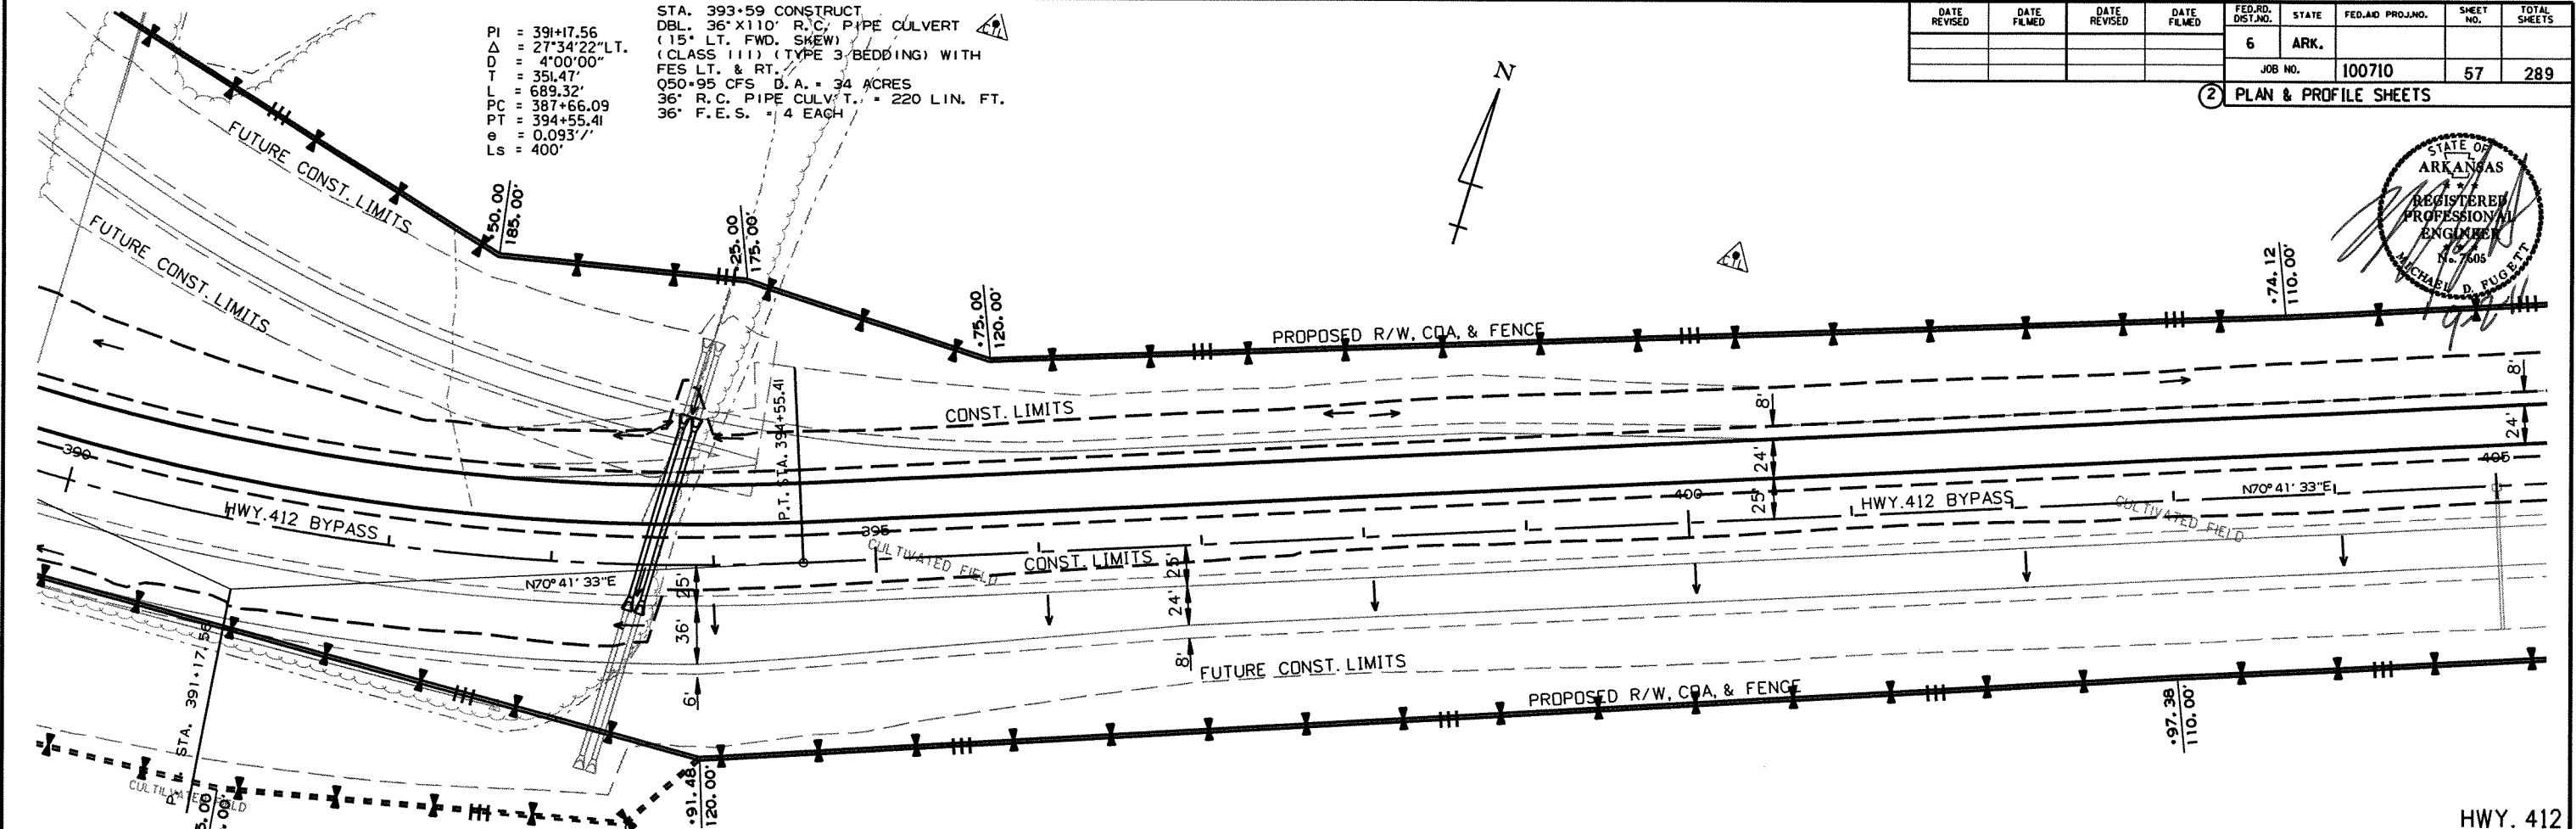 PI = 391+17.56
Δ = 27°34'22"LT.
D = 4°00'00"
T = 351.47'
L = 689.32'
PC = 387+66.09
PT = 394+55.41
e = 0.093'/'
Ls = 400'
STA. 393+59 CONSTRUCT
DBL. 36"X110' R.C. PIPE CULVERT
(15° LT. FWD. SKEW)
(CLASS III) (TYPE 3 BEDDING) WITH
FES LT. & RT.
Q50=95 CFS D.A. = 34 ACRES
36" R.C. PIPE CULV'T. = 220 LIN. FT.
36" F.E.S. = 4 EACH
CTL
DATE REVISED
DATE FILMED
DATE REVISED
DATE FILMED
FED.RD. DIST.NO.
STATE
FED.AID PROJ.NO.
SHEET NO.
TOTAL SHEETS
6
ARK.
JOB NO.
100710
57
289
2 PLAN & PROFILE SHEETS
N
STATE OF
ARKANSAS
REGISTERED
PROFESSIONAL
ENGINEER
No. 7605
MICHAEL D. FUGETT
FUTURE CONST. LIMITS
FUTURE CONST. LIMITS
+50.00
185.00'
+25.00
175.00'
+75.00
120.00'
CTL
+74.12
110.00'
PROPOSED R/W, COA, & FENCE
CONST. LIMITS
P.T. STA. 394+55.41
8'
24'
25'
8'
24'
390
HWY.412 BYPASS
395
CULTIVATED FIELD
CONST. LIMITS
400
HWY.412 BYPASS
N70°41'33"E
405
CULTIVATED FIELD
N70°41'33"E
25'
36'
6'
25'
24'
8'
FUTURE CONST. LIMITS
PROPOSED R/W, COA, & FENCE
STA. 391+17.56
CULTIVATED FIELD
+91.48
120.00'
+97.38
110.00'
HWY. 412